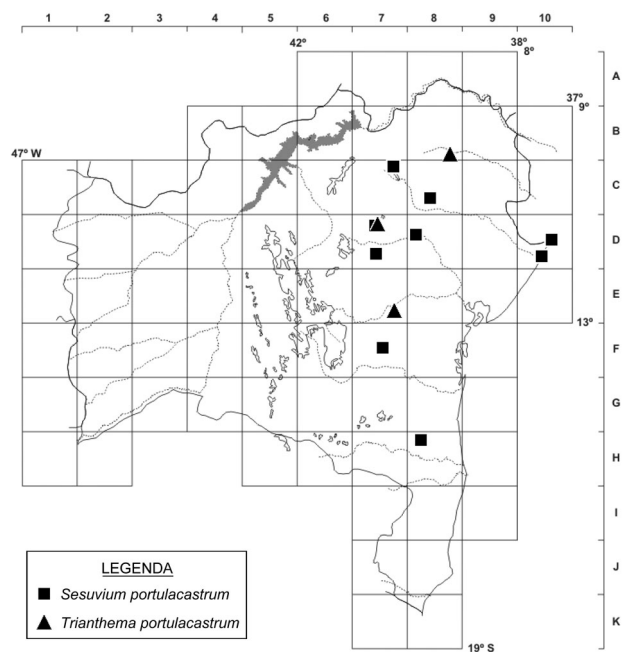 1 2 3 4 5 6 7 8 9 10
42º 38º
8º
A
37º
9º
B
47º W
C
D
E
13º
F
G
H
I
J
K
19º S
LEGENDA
Sesuvium portulacastrum
Trianthema portulacastrum